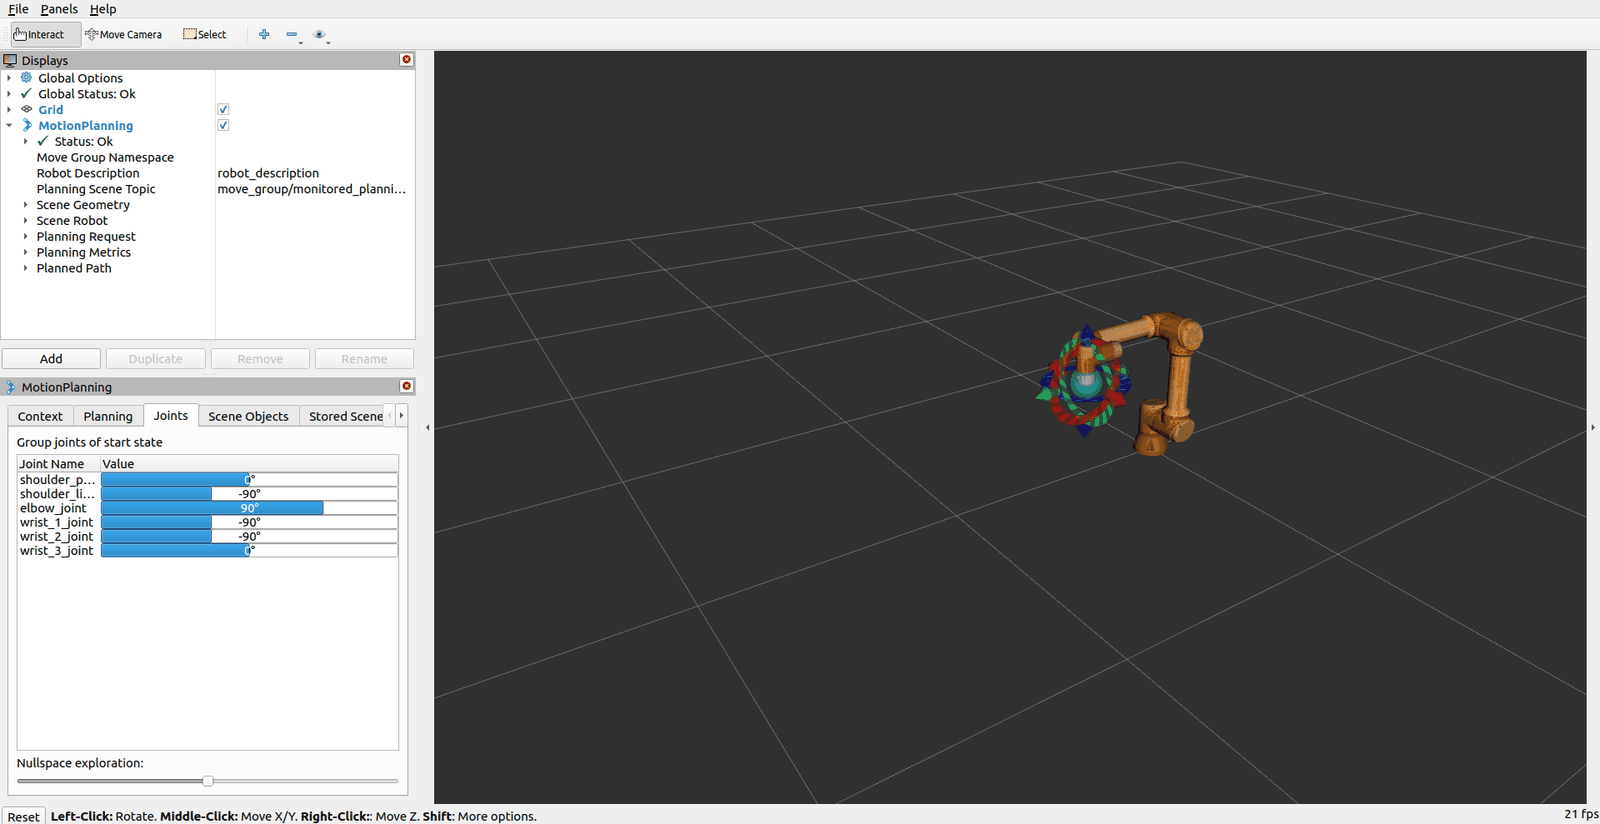 File Panels Help
Interact Move Camera Select
Displays
Global Options
Global Status: Ok
Grid
MotionPlanning
Status: Ok
Move Group Namespace
Robot Description robot_description
Planning Scene Topic move_group/monitored_planni...
Scene Geometry
Scene Robot
Planning Request
Planning Metrics
Planned Path
Add Duplicate Remove Rename
MotionPlanning
Context Planning Joints Scene Objects Stored Scene
Group joints of start state
Joint Name Value
shoulder_p... 0°
shoulder_li... -90°
elbow_joint 90°
wrist_1_joint -90°
wrist_2_joint -90°
wrist_3_joint 0°
Nullspace exploration:
Reset Left-Click: Rotate. Middle-Click: Move X/Y. Right-Click:: Move Z. Shift: More options. 21 fps